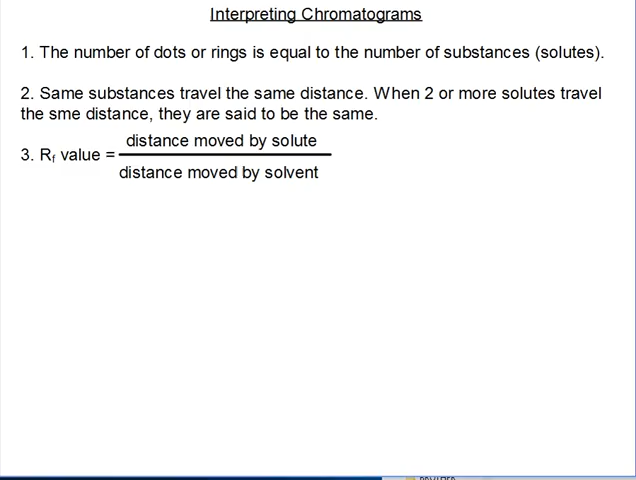 Interpreting Chromatograms
1. The number of dots or rings is equal to the number of substances (solutes).
2. Same substances travel the same distance. When 2 or more solutes travel
the sme distance, they are said to be the same.
3. Rf value = distance moved by solute
distance moved by solvent